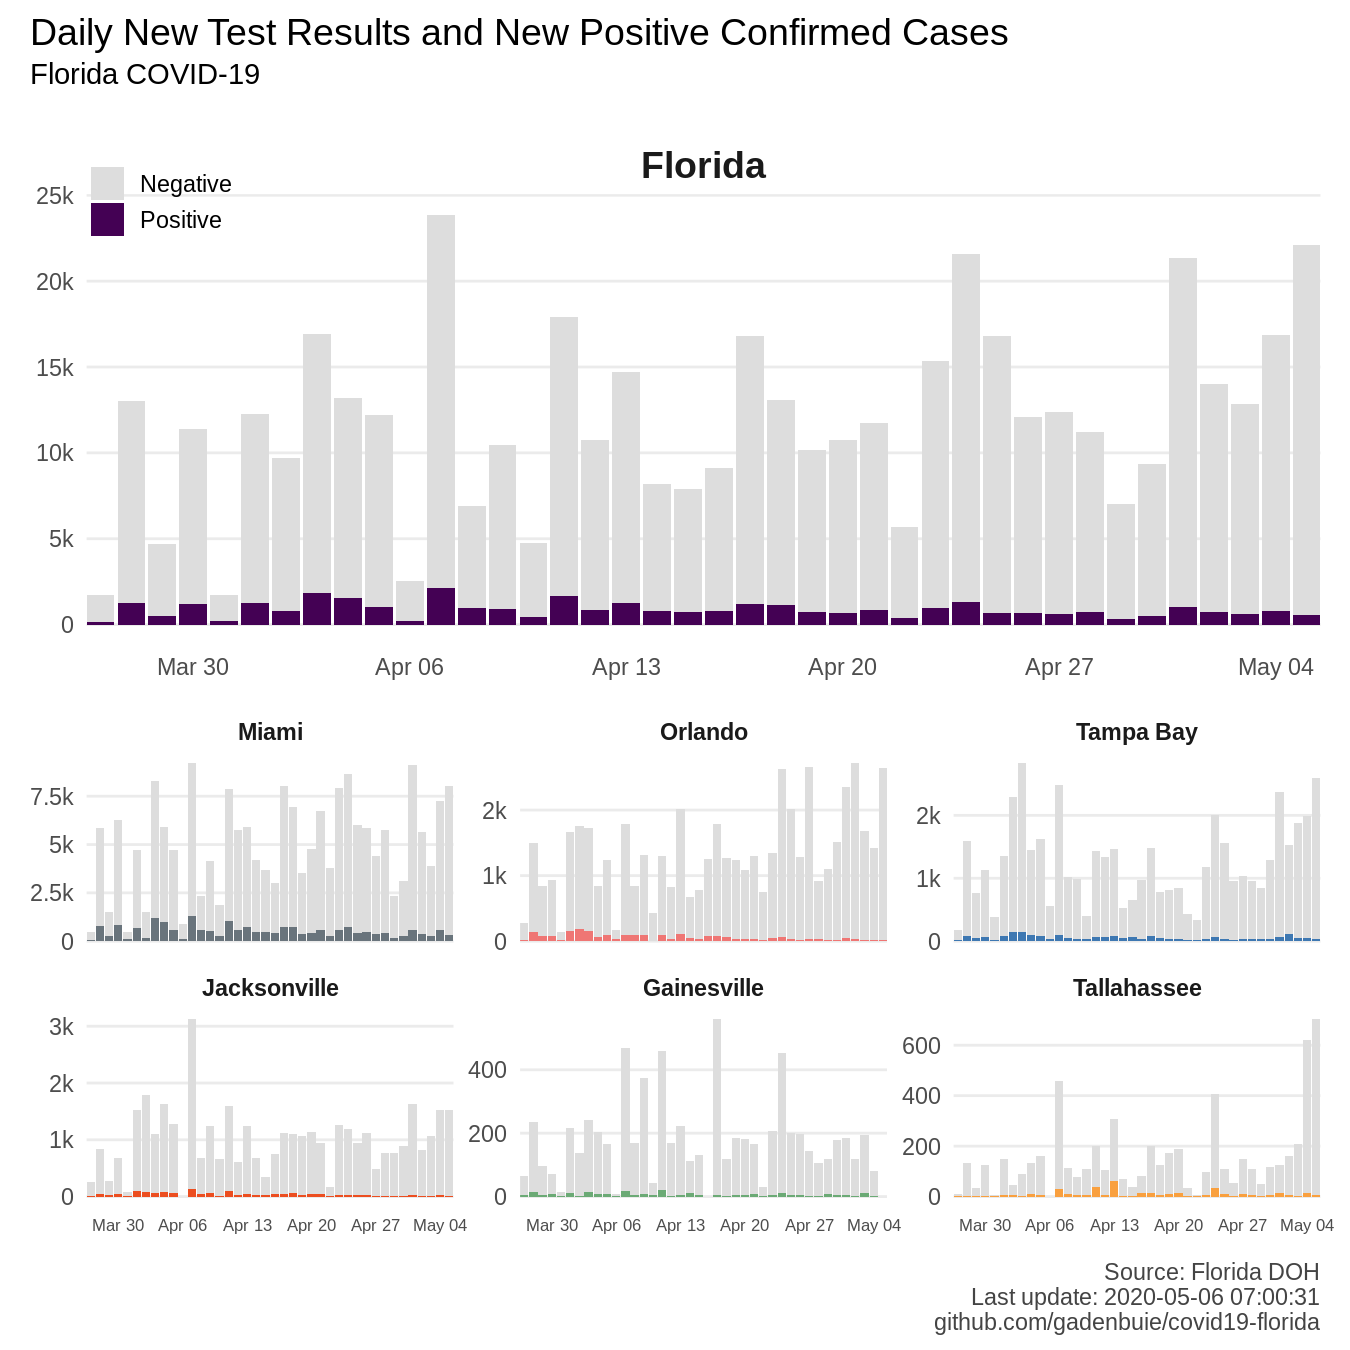 Daily New Test Results and New Positive Confirmed Cases
Florida COVID-19
Florida
Negative
Positive
25k
20k
15k
10k
5k
0
Mar 30 Apr 06 Apr 13 Apr 20 Apr 27 May 04
Miami
7.5k
5k
2.5k
0
Orlando
2k
1k
0
Tampa Bay
2k
1k
0
Jacksonville
3k
2k
1k
0
Mar 30 Apr 06 Apr 13 Apr 20 Apr 27 May 04
Gainesville
400
200
0
Mar 30 Apr 06 Apr 13 Apr 20 Apr 27 May 04
Tallahassee
600
400
200
0
Mar 30 Apr 06 Apr 13 Apr 20 Apr 27 May 04
Source: Florida DOH
Last update: 2020-05-06 07:00:31
github.com/gadenbuie/covid19-florida